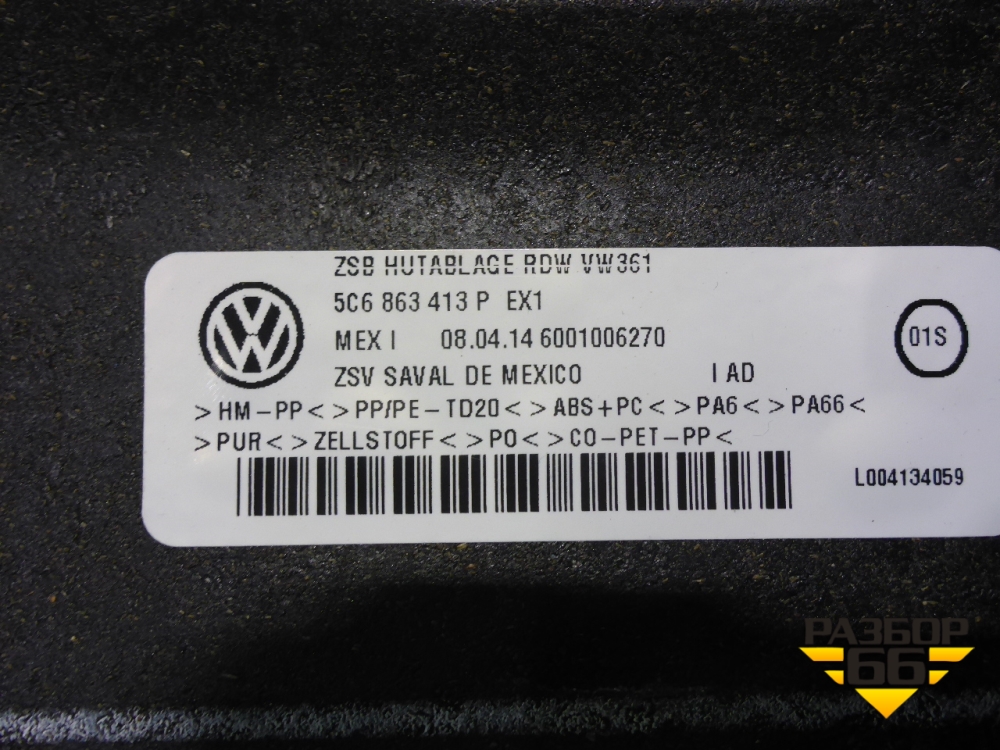 ZSB HUTABLAGE RDW VW361
5C6 863 413 P EX1
MEX I 08.04.14 6001006270
ZSV SAVAL DE MEXICO I AD
01S
>HM-PP<>PP/PE-TD20<>ABS+PC<>PA6<>PA66<
>PUR<>ZELLSTOFF<>PO<>CO-PET-PP<
L004134059
РАЗБОР
66